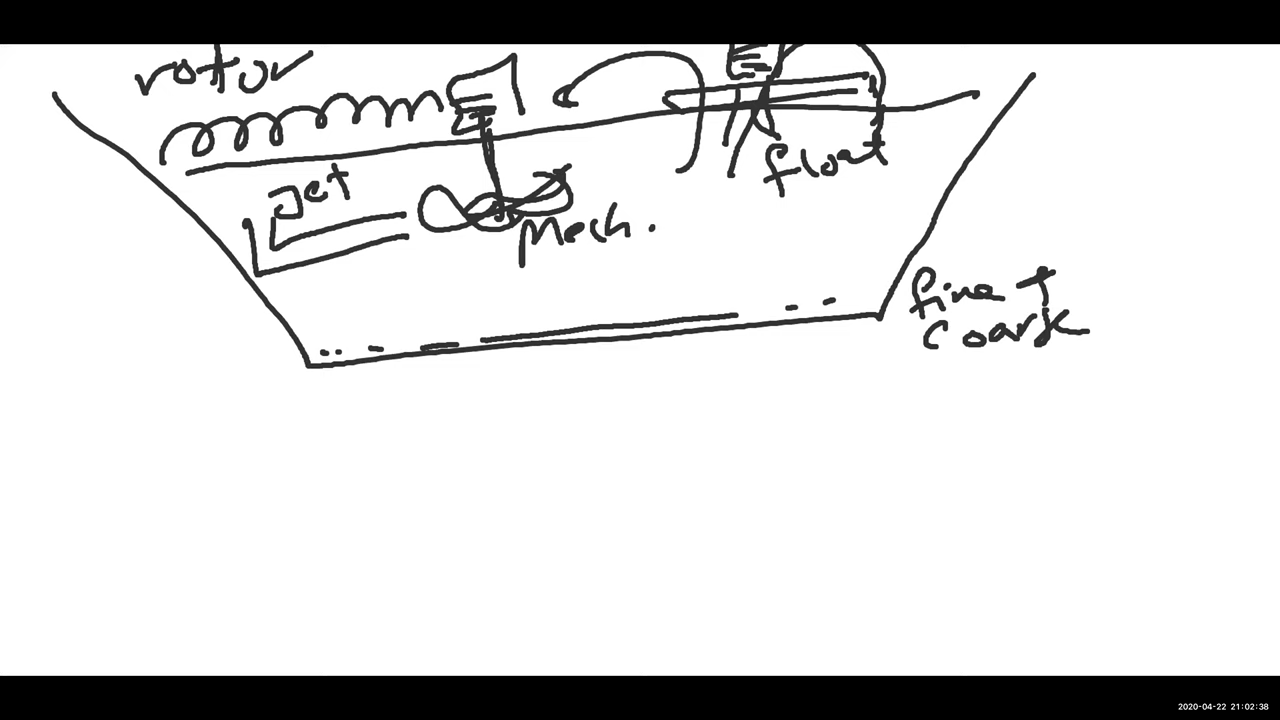 rotor
float
Jet
Mech.
fine +
coarse
2020-04-22 21:02:38